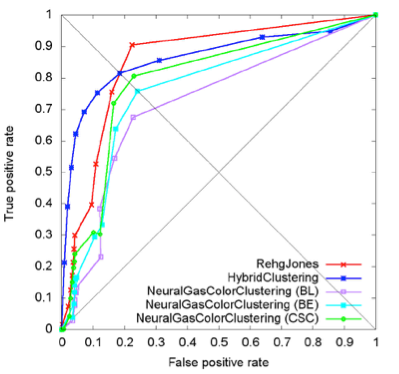 1
0.9
0.8
0.7
0.6
0.5
0.4
0.3
0.2
0.1
0
True positive rate
RehgJones
HybridClustering
NeuralGasColorClustering (BL)
NeuralGasColorClustering (BE)
NeuralGasColorClustering (CSC)
0 0.1 0.2 0.3 0.4 0.5 0.6 0.7 0.8 0.9 1
False positive rate